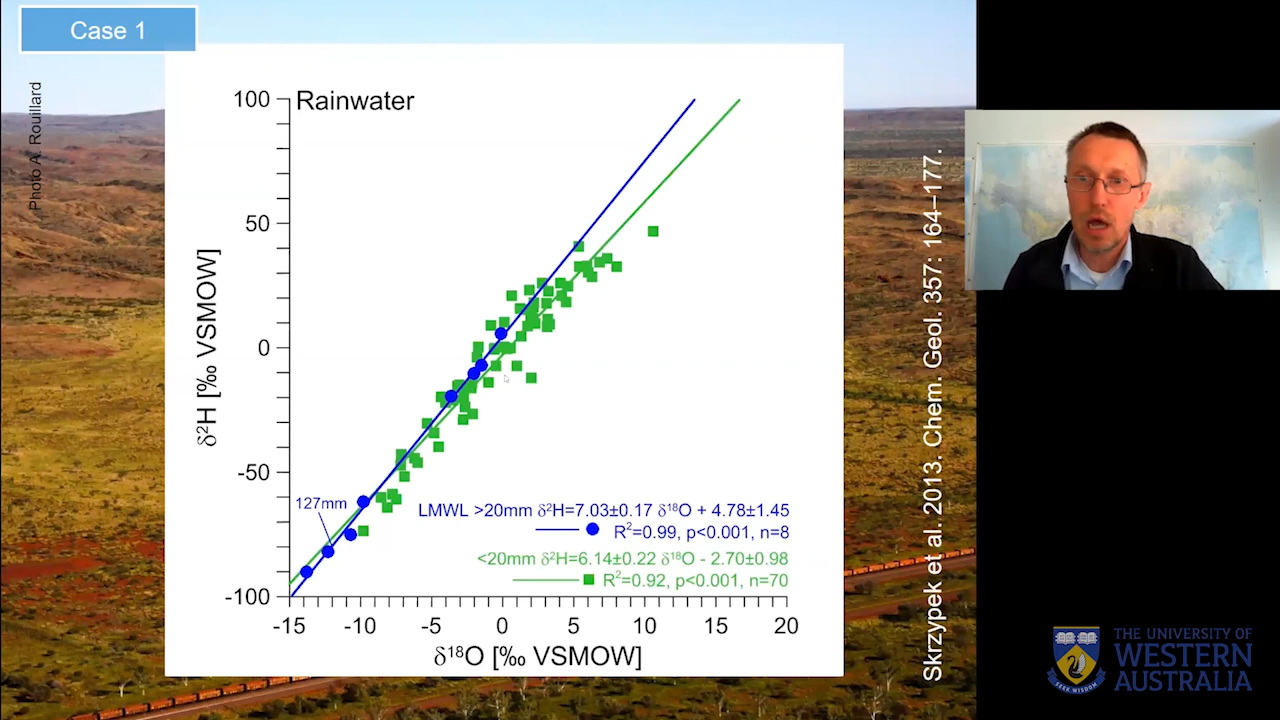 Case 1
Photo A. Rouillard
Rainwater
100
50
0
-50
-100
δ²H [‰ VSMOW]
127mm
LMWL >20mm δ²H=7.03±0.17 δ¹⁸O + 4.78±1.45
R²=0.99, p<0.001, n=8
<20mm δ²H=6.14±0.22 δ¹⁸O - 2.70±0.98
R²=0.92, p<0.001, n=70
-15 -10 -5 0 5 10 15 20
δ¹⁸O [‰ VSMOW]
Skrzypek et al. 2013. Chem. Geol. 357: 164–177.
THE UNIVERSITY OF
WESTERN
AUSTRALIA
SEEK WISDOM